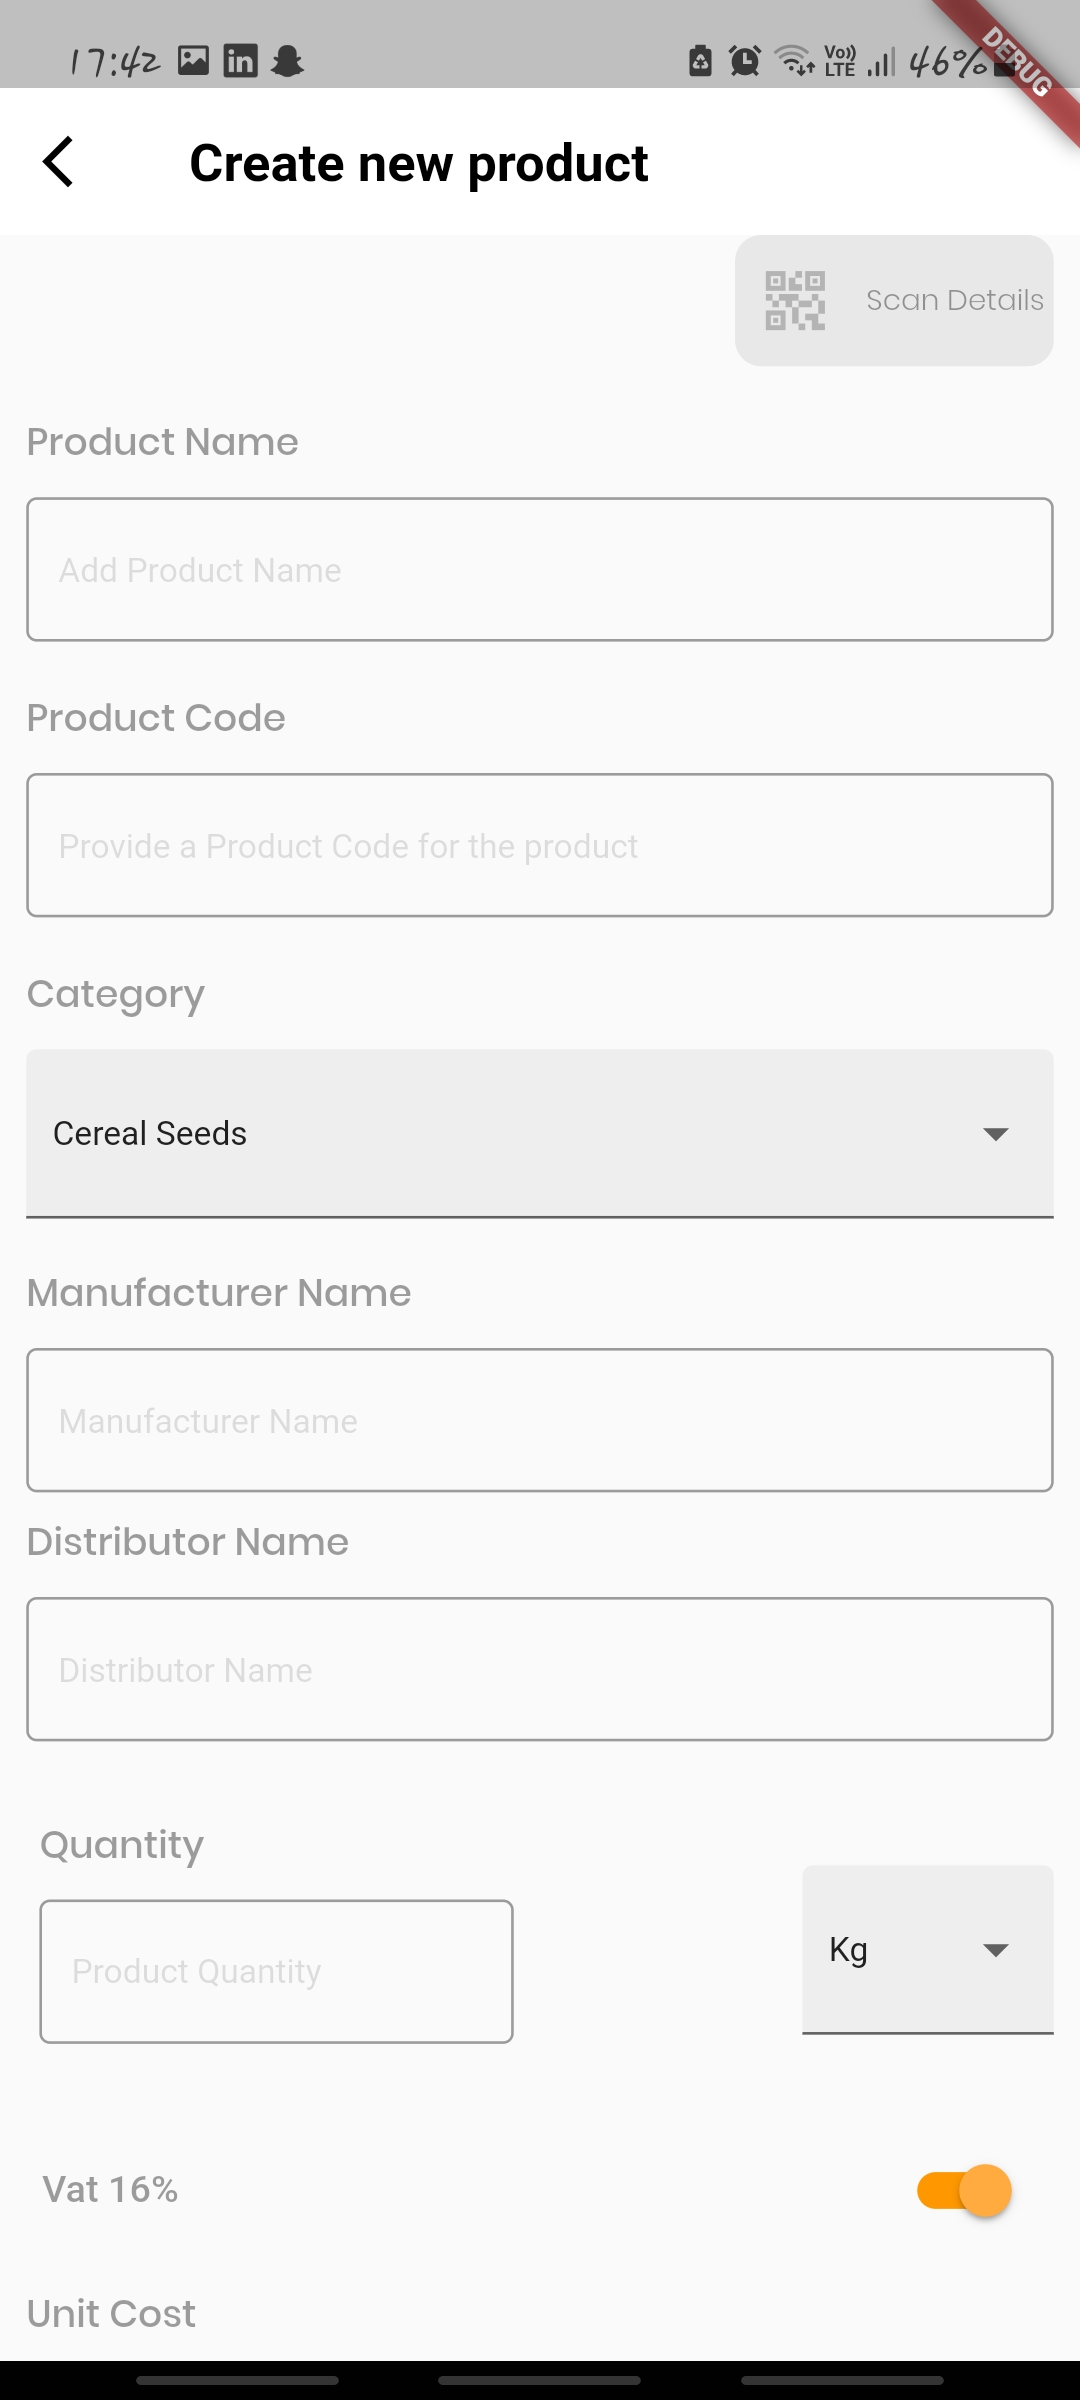 17:42 in Vo)) LTE 46% DEBUG
Create new product
Scan Details
Product Name
Add Product Name
Product Code
Provide a Product Code for the product
Category
Cereal Seeds
Manufacturer Name
Manufacturer Name
Distributor Name
Distributor Name
Quantity
Product Quantity
Kg
Vat 16%
Unit Cost